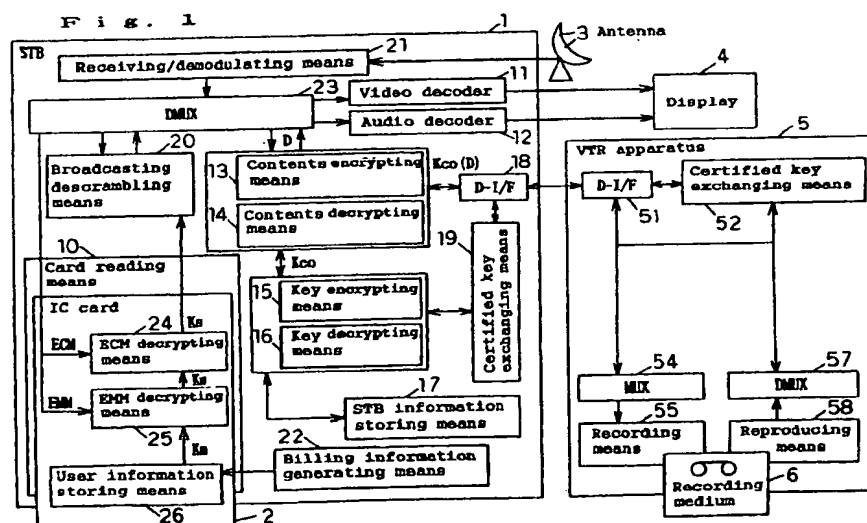 Fig. 1
STB
1
21
Receiving/demodulating means
3
Antenna
23
DMUX
11
Video decoder
Audio decoder
12
4
Display
20
Broadcasting
descrambling
means
D
13
Contents encrypting
means
14
Contents decrypting
means
Kco(D)
18
D-I/F
5
VTR apparatus
D-I/F
51
Certified key
exchanging means
52
19
Certified key
exchanging means
10
Card reading
means
Kco
15
Key encrypting
means
16
Key decrypting
means
IC card
24
Ks
ECM
ECM decrypting
means
EMM
EMM decrypting
means
25
17
STB information
storing means
22
Billing information
generating means
User information
storing means
26
2
54
MUX
55
Recording
means
57
DMUX
58
Reproducing
means
6
Recording
medium